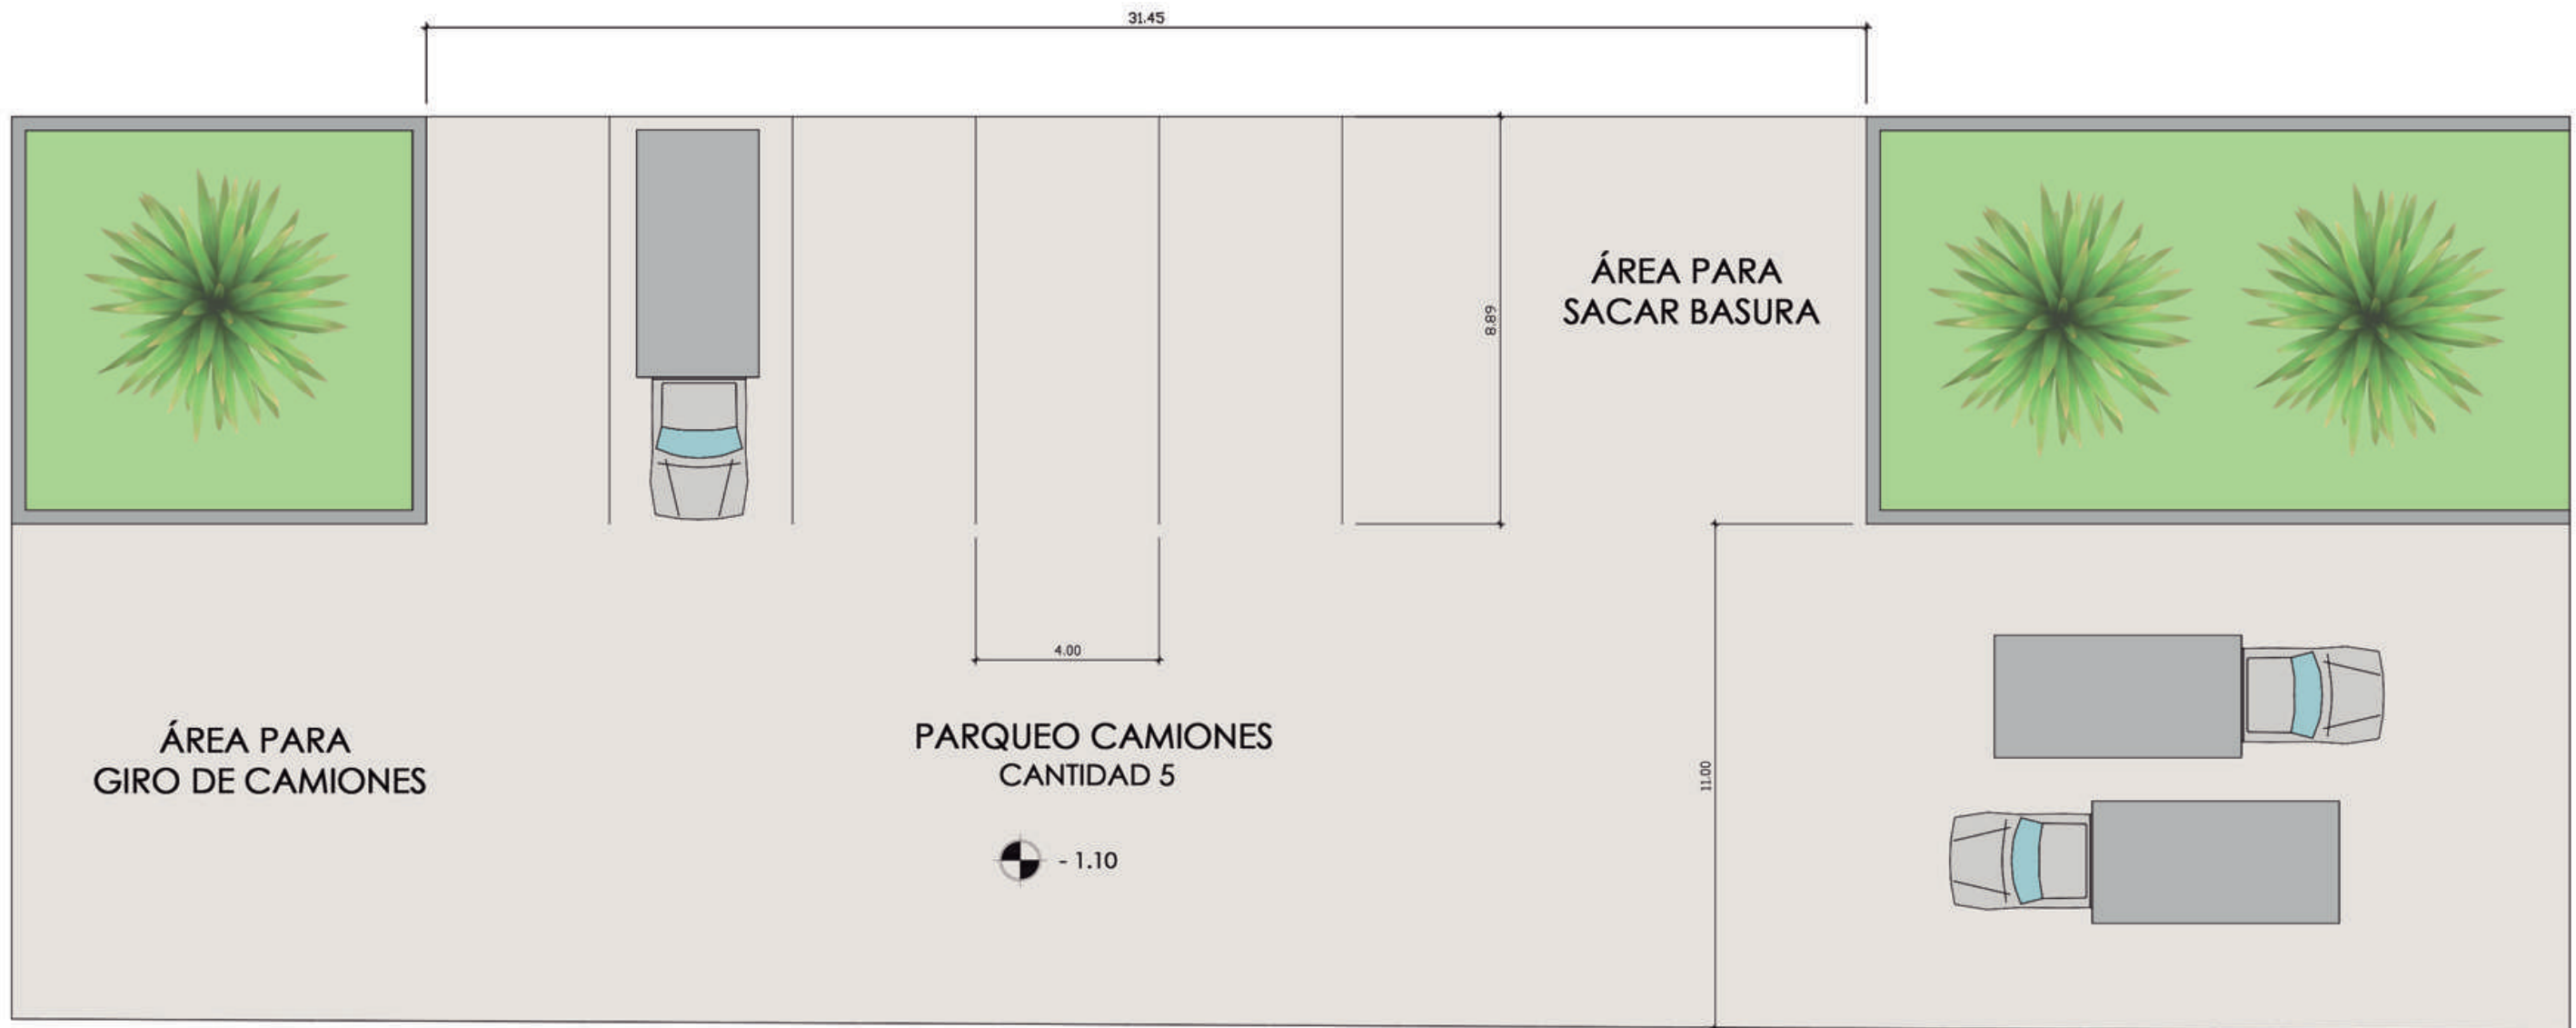 31.45
ÁREA PARA
SACAR BASURA
8.89
4.00
ÁREA PARA
GIRO DE CAMIONES
PARQUEO CAMIONES
CANTIDAD 5
- 1.10
11.00